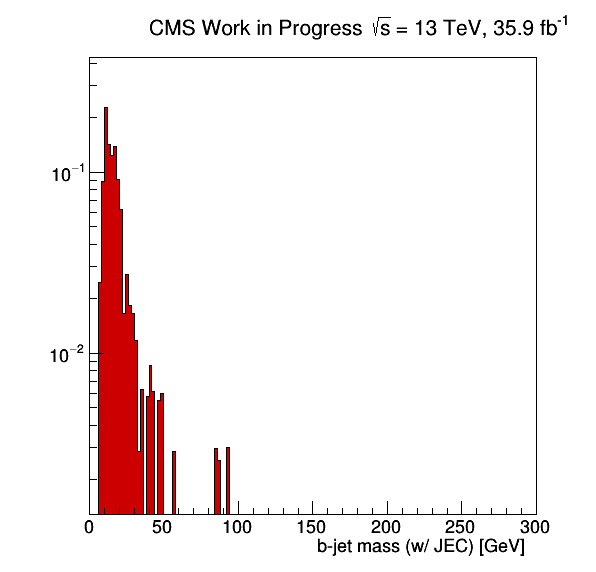 CMS Work in Progress √s = 13 TeV, 35.9 fb⁻¹
10⁻¹
10⁻²
0 50 100 150 200 250 300
b-jet mass (w/ JEC) [GeV]